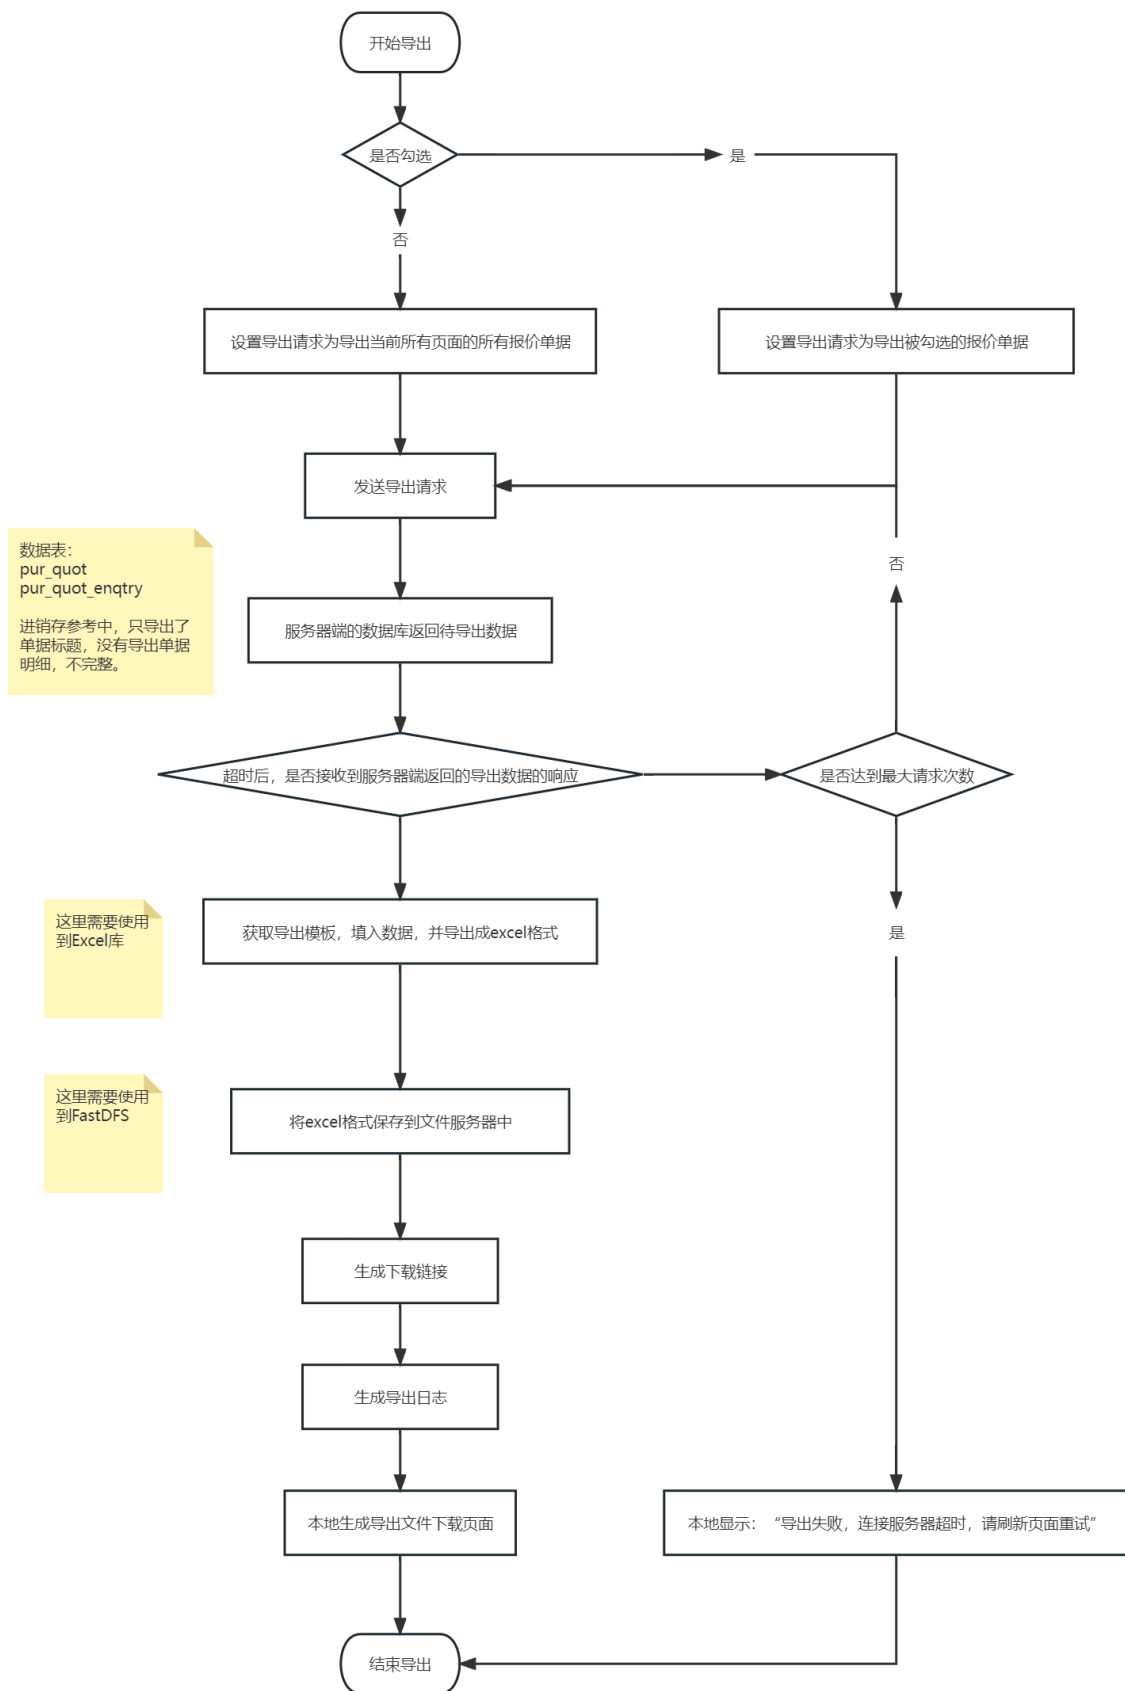 开始导出
是否勾选
是
否
设置导出请求为导出当前所有页面的所有报价单据
设置导出请求为导出被勾选的报价单据
发送导出请求
数据表：
pur_quot
pur_quot_enqtry
进销存参考中，只导出了
单据标题，没有导出单据
明细，不完整。
否
服务器端的数据库返回待导出数据
超时后，是否接收到服务器端返回的导出数据的响应
是否达到最大请求次数
这里需要使用
到Excel库
获取导出模板，填入数据，并导出成excel格式
是
这里需要使用
到FastDFS
将excel格式保存到文件服务器中
生成下载链接
生成导出日志
本地生成导出文件下载页面
本地显示：“导出失败，连接服务器超时，请刷新页面重试”
结束导出